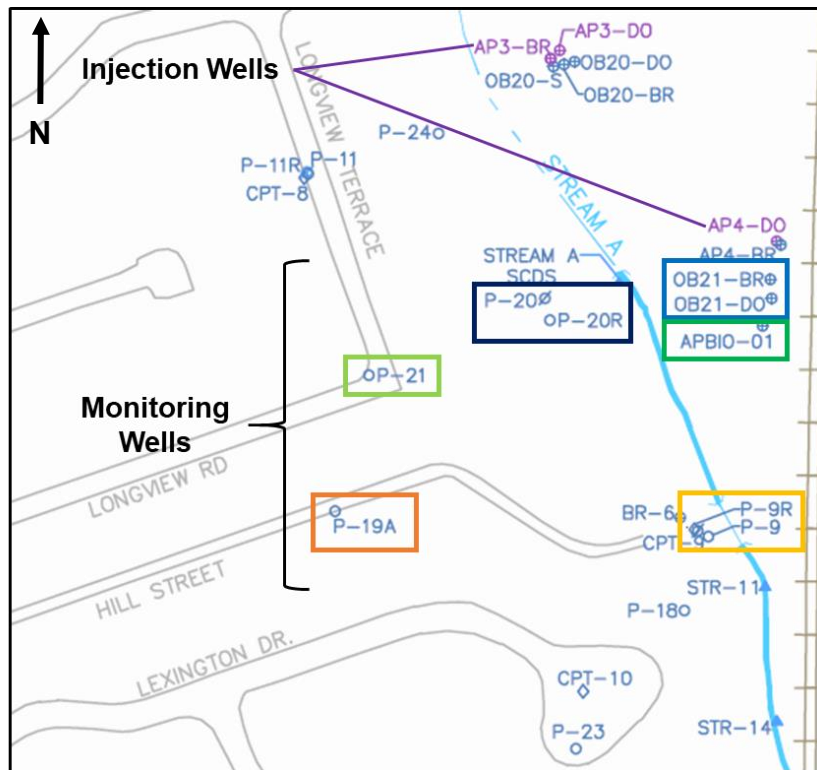 AP3-DO
AP3-BR
Injection Wells
LONGVIEW TERRACE
OB20-DO
OB20-S
OB20-BR
N
P-24
P-11R
P-11
CPT-8
STREAM A
AP4-DO
AP4-BR
STREAM A
SCDS
OB21-BR
P-20
OB21-DO
P-20R
APBIO-01
P-21
Monitoring
Wells
LONGVIEW RD
P-19A
BR-6
P-9R
P-9
CPT-9
HILL STREET
STR-11
P-18
LEXINGTON DR.
CPT-10
P-23
STR-14